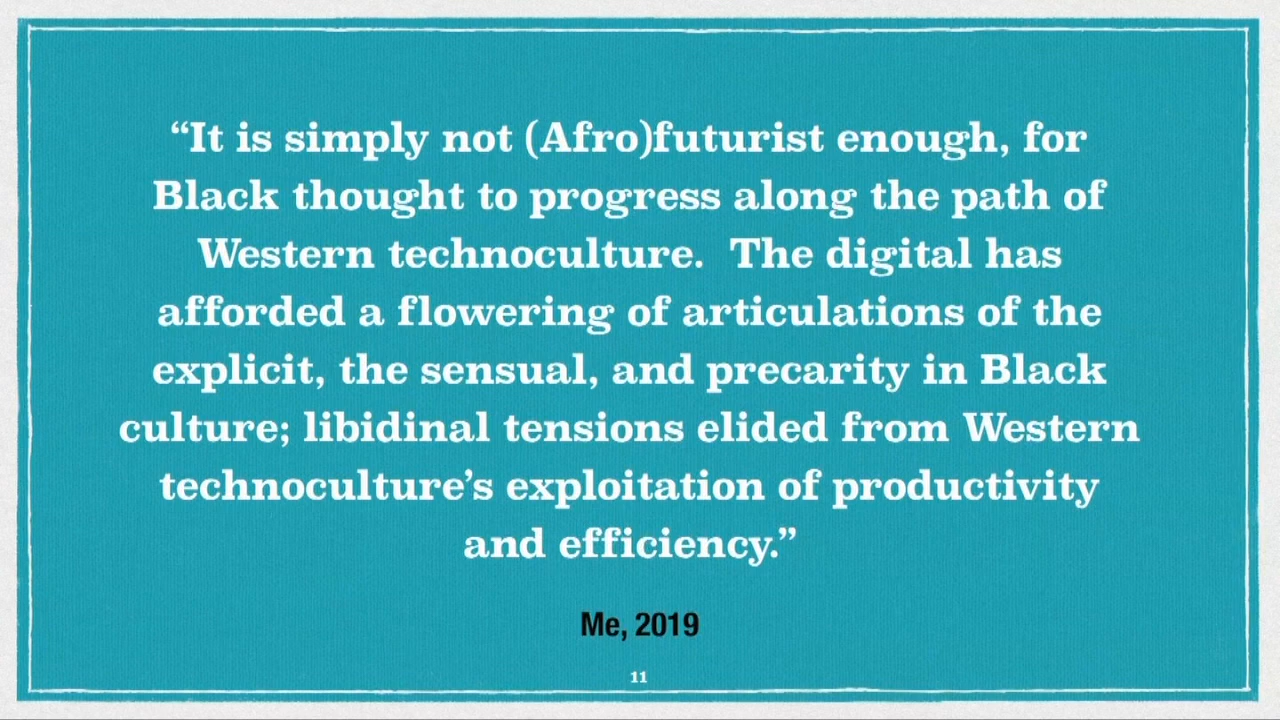 “It is simply not (Afro)futurist enough, for
Black thought to progress along the path of
Western technoculture.  The digital has
afforded a flowering of articulations of the
explicit, the sensual, and precarity in Black
culture; libidinal tensions elided from Western
technoculture’s exploitation of productivity
and efficiency.”
Me, 2019
11